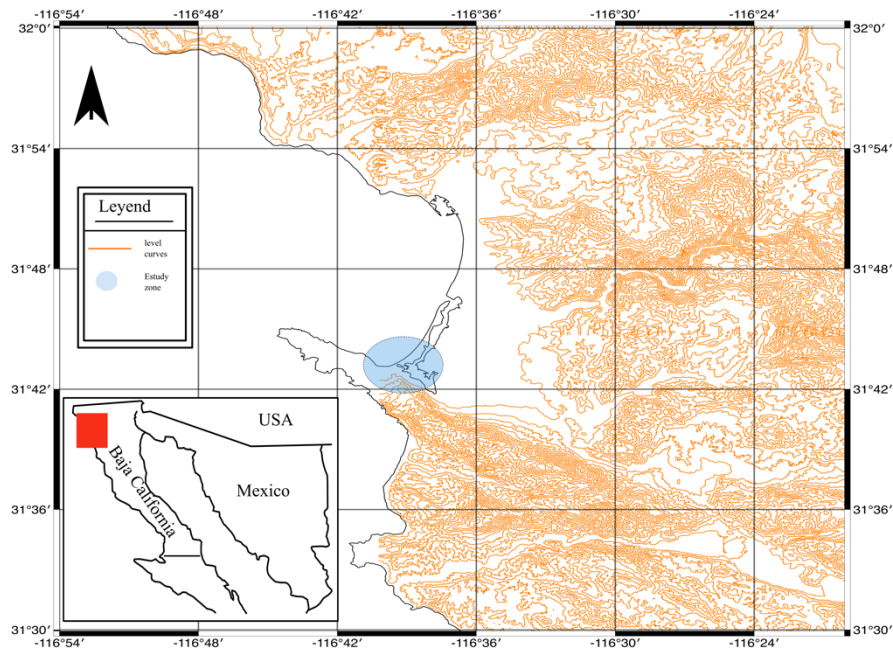 -116°54′ -116°48′ -116°42′ -116°36′ -116°30′ -116°24′
32°0′ 32°0′
31°54′ 31°54′
Leyend
level
curves
Estudy
zone
31°48′ 31°48′
31°42′ 31°42′
USA
Baja California
Mexico
31°36′ 31°36′
31°30′ 31°30′
-116°54′ -116°48′ -116°42′ -116°36′ -116°30′ -116°24′